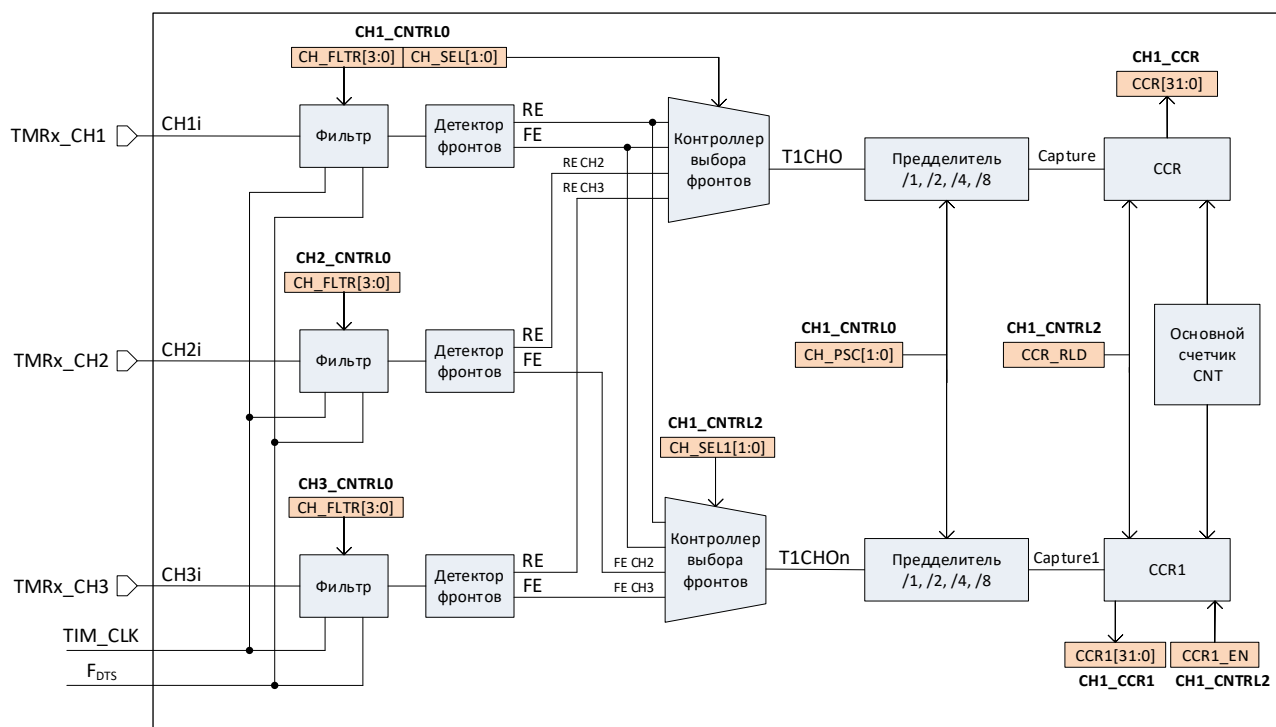 CH1_CNTRL0
CH_FLTR[3:0] CH_SEL[1:0]
CH1_CCR
CCR[31:0]
TMRx_CH1
CH1i
Фильтр
Детектор
фронтов
RE
FE
RE CH2
RE CH3
Контроллер
выбора
фронтов
T1CHO
Предделитель
/1, /2, /4, /8
Capture
CCR
CH2_CNTRL0
CH_FLTR[3:0]
TMRx_CH2
CH2i
Фильтр
Детектор
фронтов
RE
FE
CH1_CNTRL0
CH_PSC[1:0]
CH1_CNTRL2
CCR_RLD
Основной
счетчик
CNT
CH1_CNTRL2
CH_SEL1[1:0]
CH3_CNTRL0
CH_FLTR[3:0]
TMRx_CH3
CH3i
Фильтр
Детектор
фронтов
RE
FE
FE CH2
FE CH3
Контроллер
выбора
фронтов
T1CHOn
Предделитель
/1, /2, /4, /8
Capture1
CCR1
TIM_CLK
FDTS
CCR1[31:0]
CH1_CCR1
CCR1_EN
CH1_CNTRL2